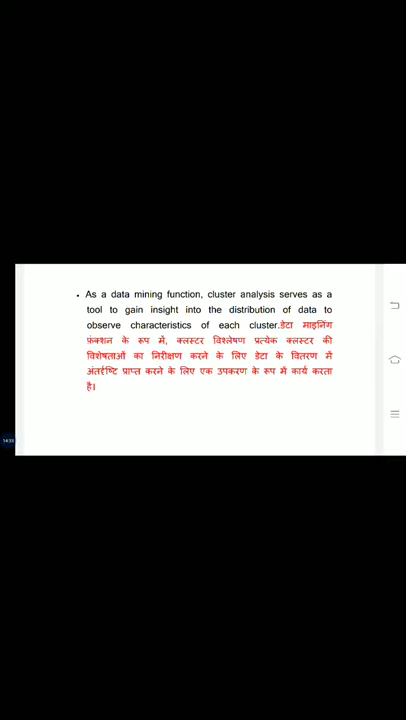 • As a data mining function, cluster analysis serves as a
tool to gain insight into the distribution of data to
observe characteristics of each cluster.डेटा माइनिंग
फ़ंक्शन के रूप में, क्लस्टर विश्लेषण प्रत्येक क्लस्टर की
विशेषताओं का निरीक्षण करने के लिए डेटा के वितरण में
अंतर्दृष्टि प्राप्त करने के लिए एक उपकरण के रूप में कार्य करता
है।
14:33